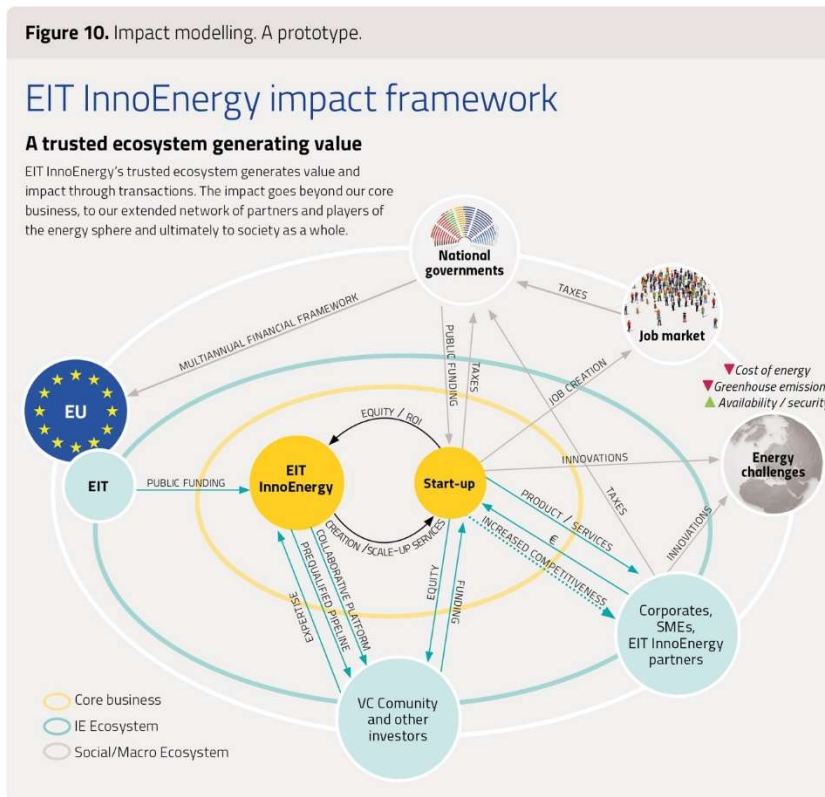 Figure 10. Impact modelling. A prototype.
EIT InnoEnergy impact framework
A trusted ecosystem generating value
EIT InnoEnergy's trusted ecosystem generates value and
impact through transactions. The impact goes beyond our core
business, to our extended network of partners and players of
the energy sphere and ultimately to society as a whole.
National
governments
TAXES
Job market
MULTIANNUAL FINANCIAL FRAMEWORK
PUBLIC FUNDING
TAXES
JOB CREATION
Cost of energy
Greenhouse emission
Availability / security
EU
EQUITY / ROI
EIT
PUBLIC FUNDING
EIT
InnoEnergy
Start-up
INNOVATIONS
Energy
challenges
CREATION /SCALE-UP SERVICES
PRODUCT / SERVICES
€
INCREASED COMPETITIVENESS
TAXES
INNOVATIONS
COLLABORATIVE PLATFORM
PREQUALIFIED PIPELINE
EXPERTISE
EQUITY
FUNDING
Corporates,
SMEs,
EIT InnoEnergy
partners
VC Comunity
and other
investors
Core business
IE Ecosystem
Social/Macro Ecosystem